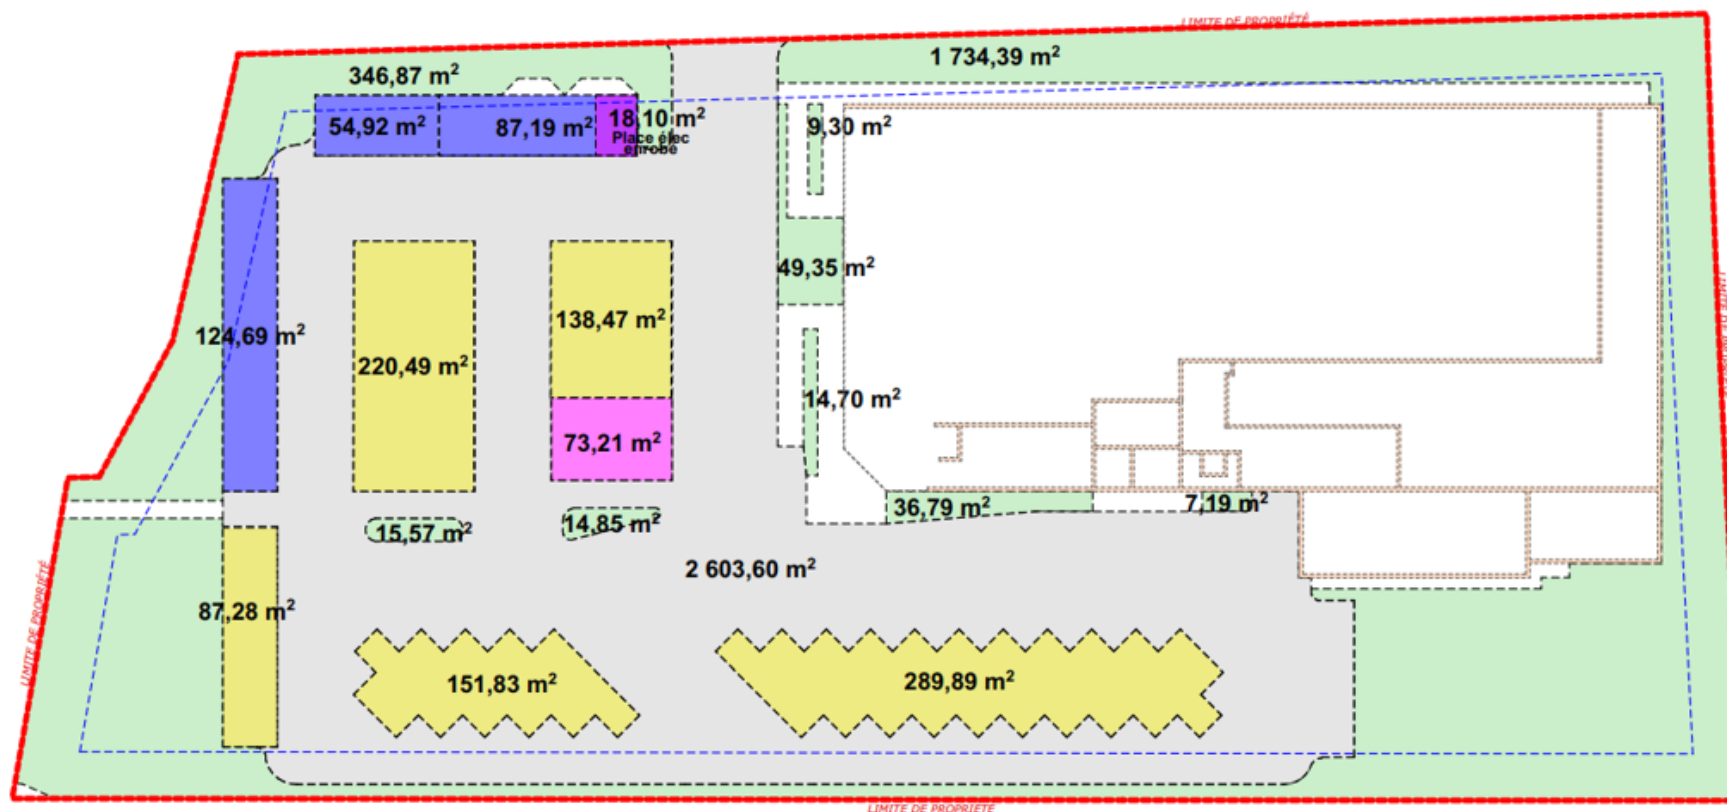 LIMITE DE PROPRIÉTÉ
1 734,39 m²
346,87 m²
54,92 m²
87,19 m²
18,10 m²
Place élec
enrobé
9,30 m²
49,35 m²
124,69 m²
138,47 m²
220,49 m²
14,70 m²
73,21 m²
36,79 m²
7,19 m²
15,57 m²
14,85 m²
2 603,60 m²
87,28 m²
151,83 m²
289,89 m²
LIMITE DE PROPRIÉTÉ
LIMITE DE PROPRIÉTÉ